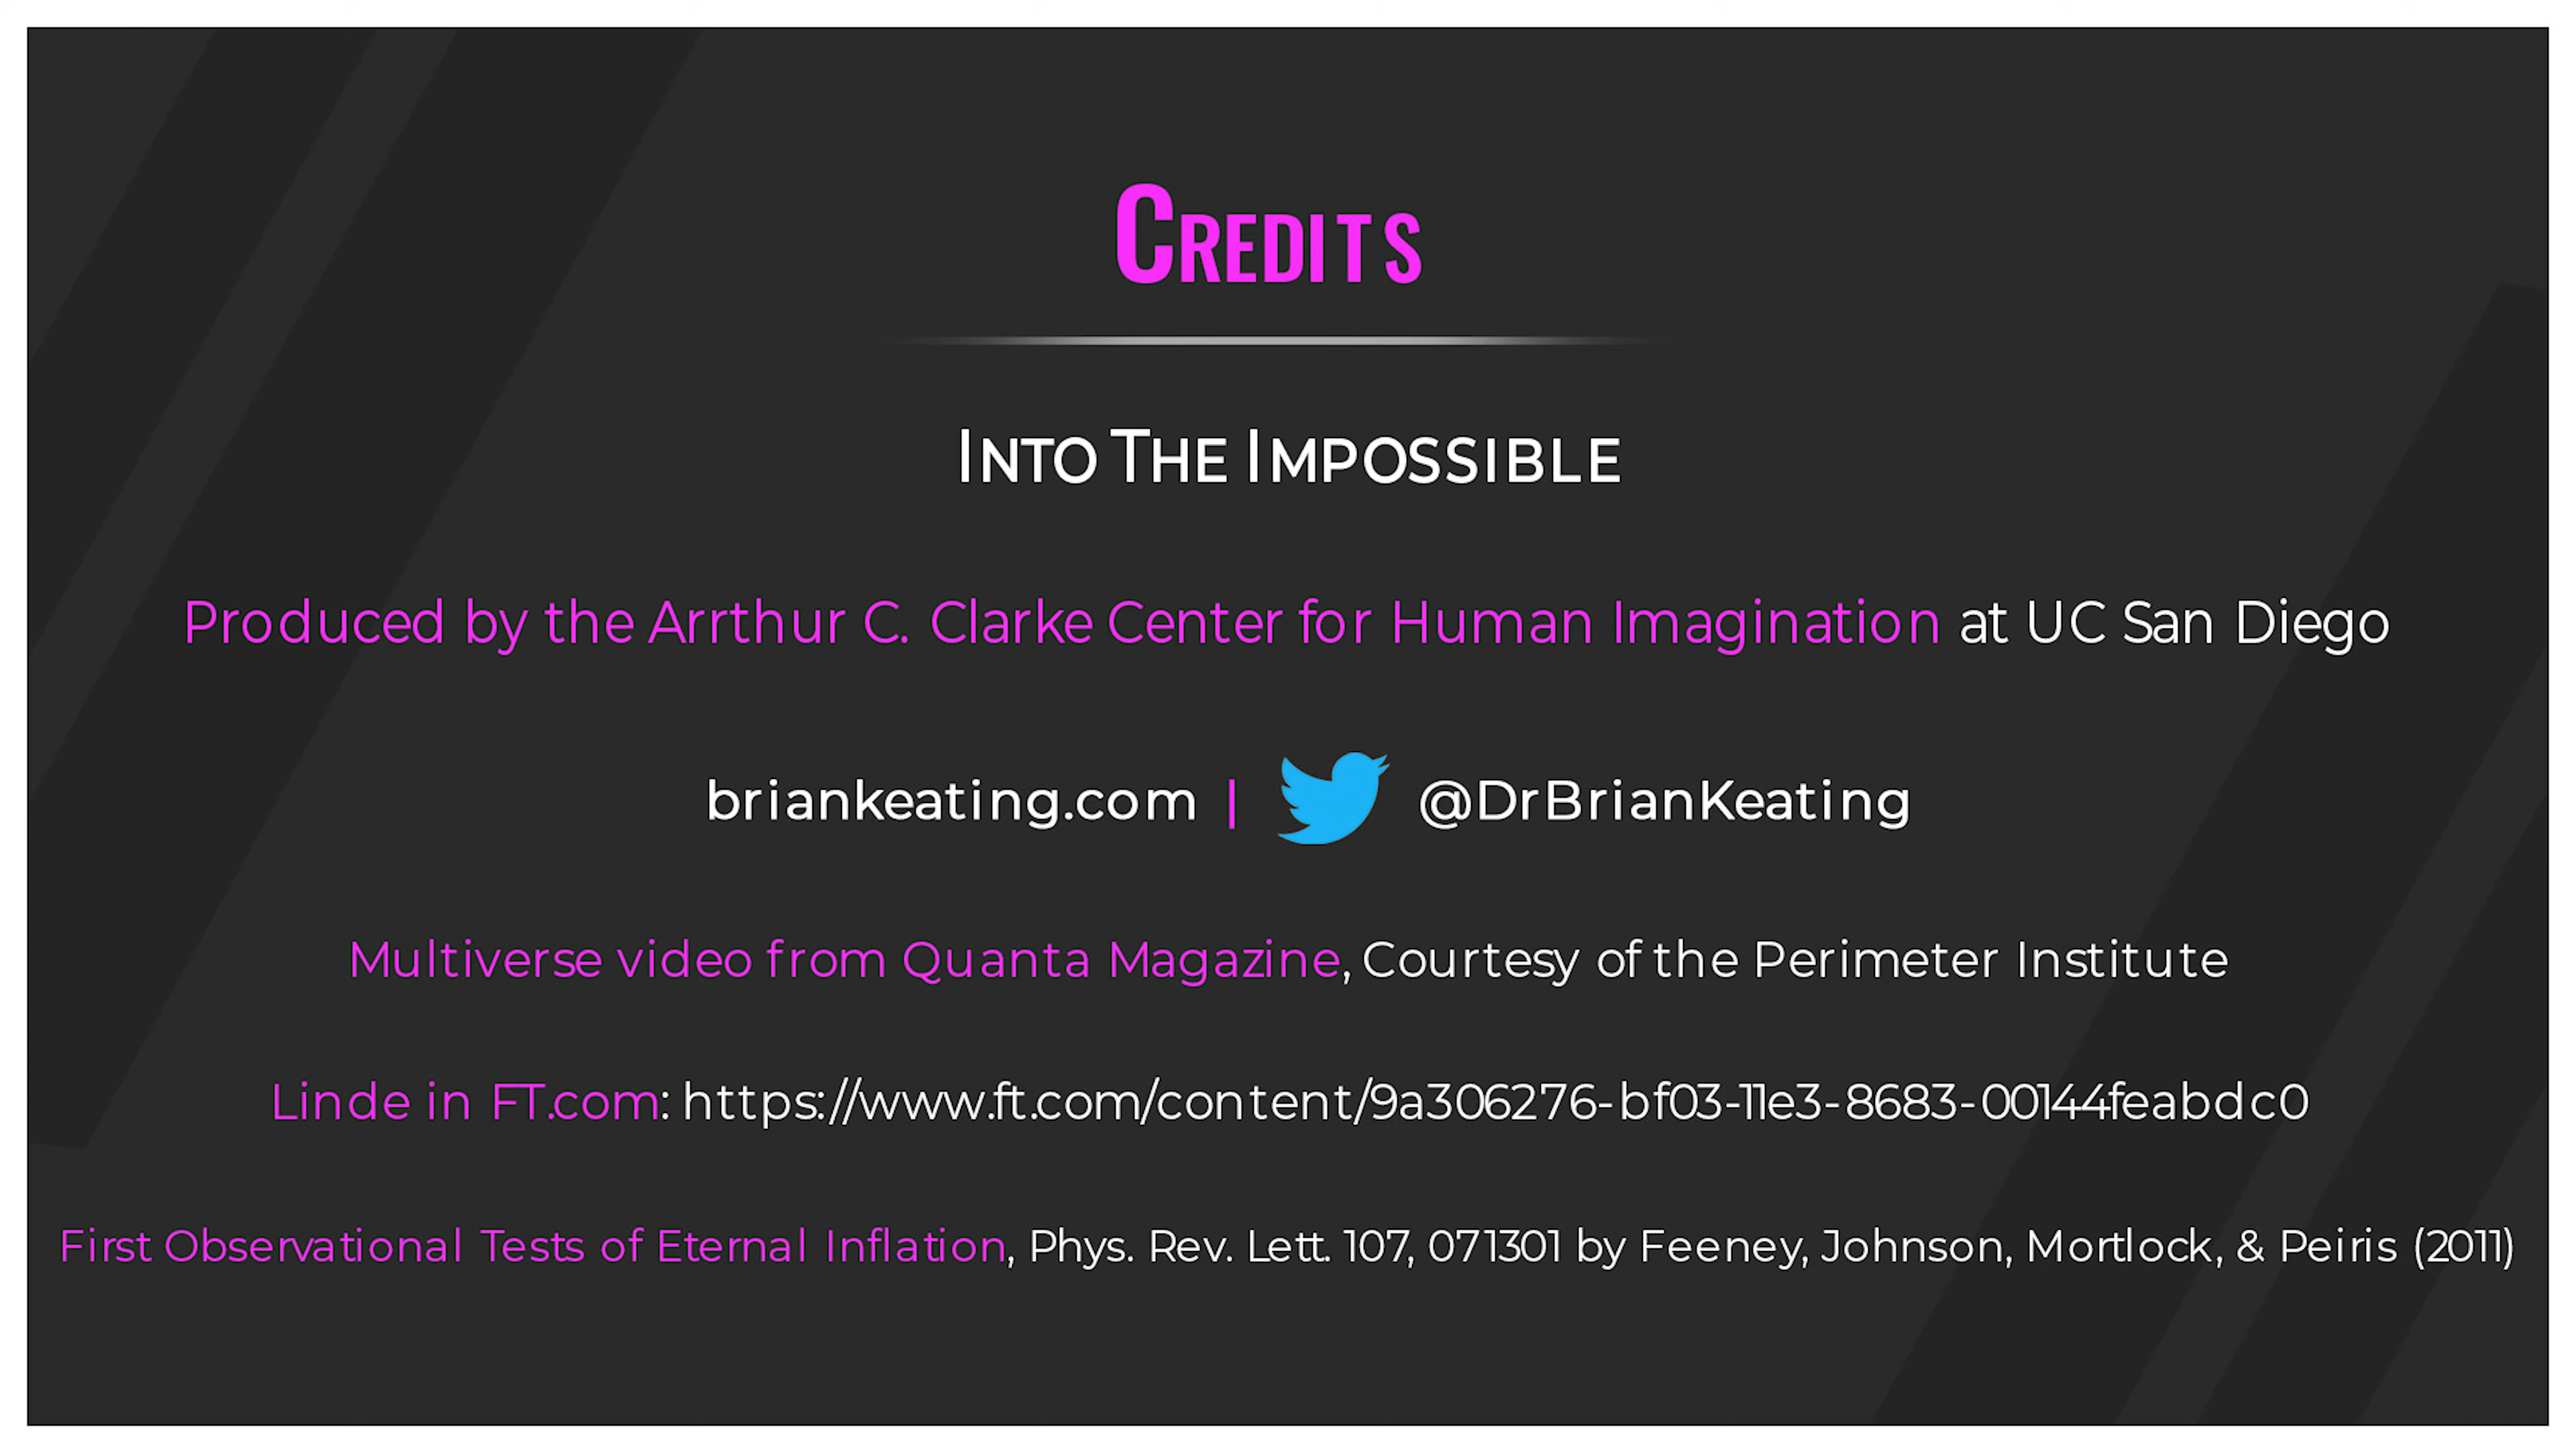 Credits
Into The Impossible
Produced by the Arrthur C. Clarke Center for Human Imagination at UC San Diego
briankeating.com | @DrBrianKeating
Multiverse video from Quanta Magazine, Courtesy of the Perimeter Institute
Linde in FT.com: https://www.ft.com/content/9a306276-bf03-11e3-8683-00144feabdc0
First Observational Tests of Eternal Inflation, Phys. Rev. Lett. 107, 071301 by Feeney, Johnson, Mortlock, & Peiris (2011)